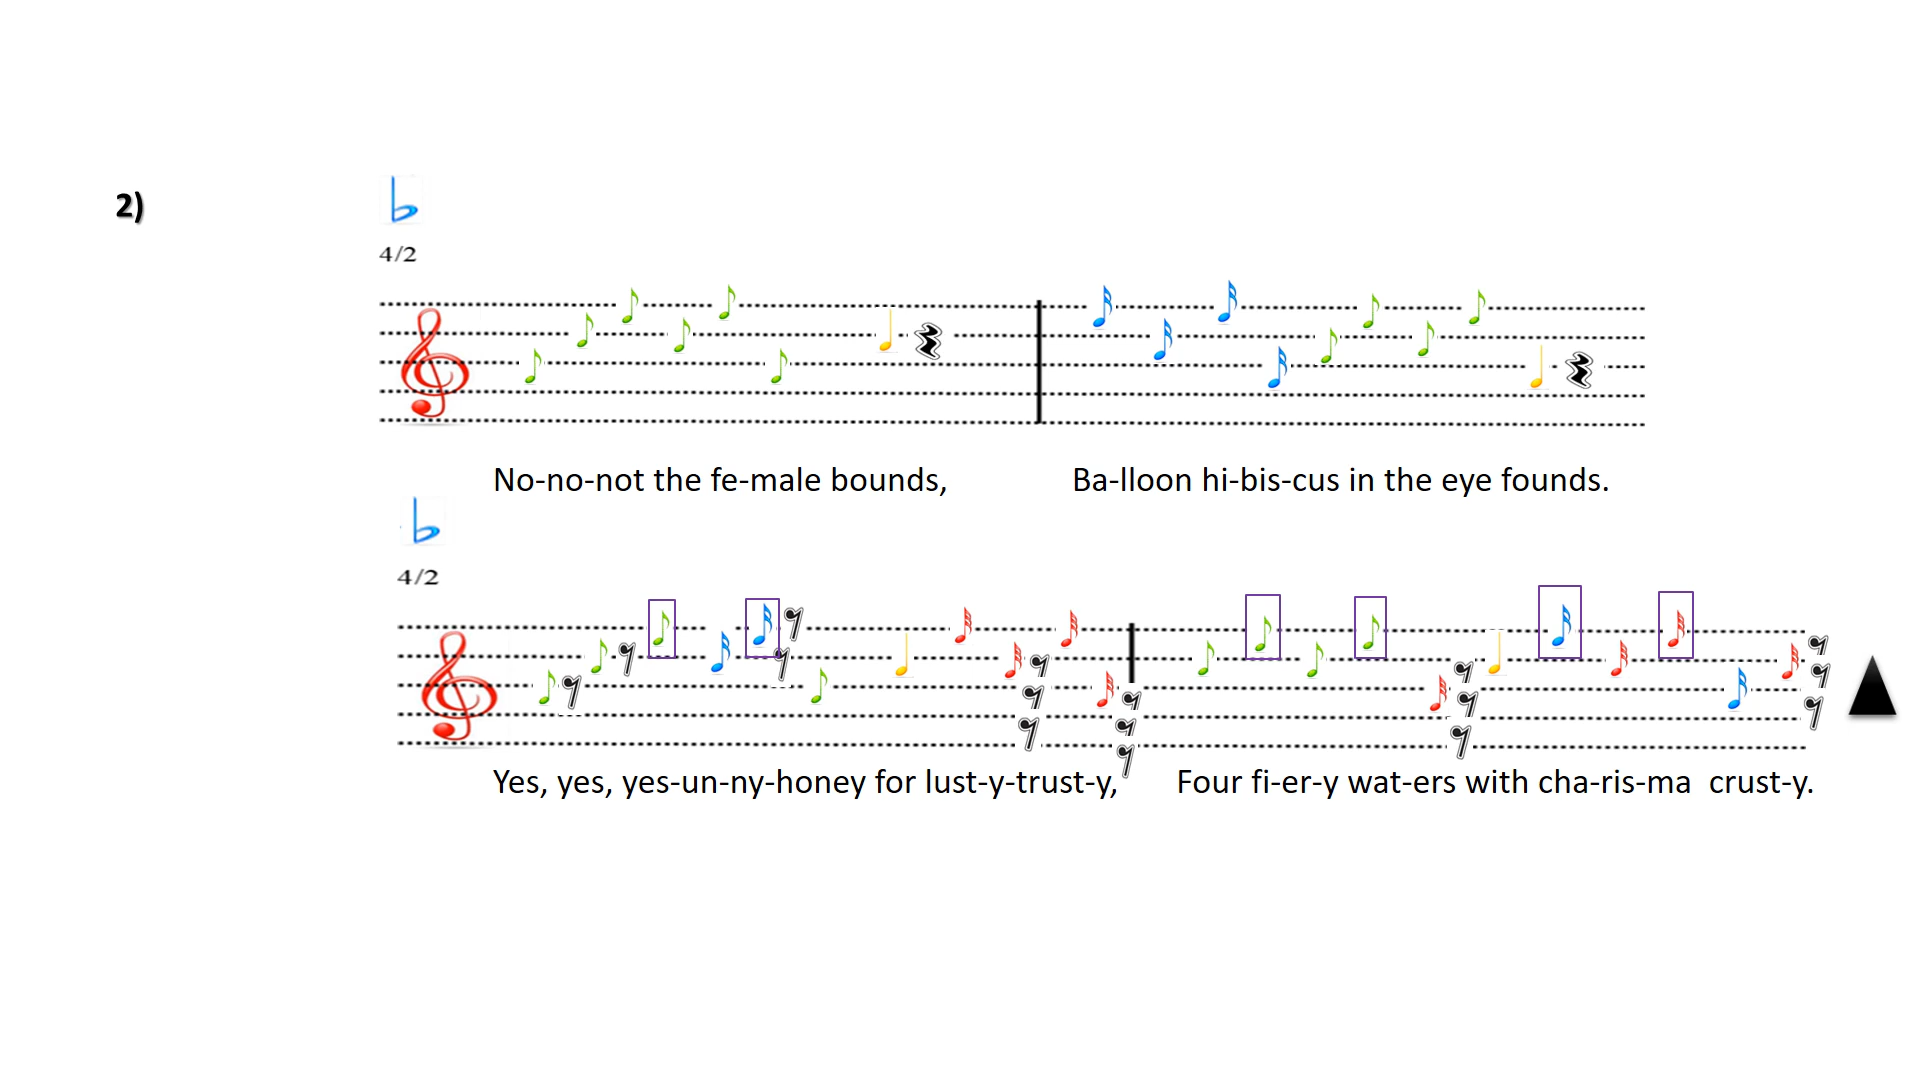 2)
4/2
No-no-not the fe-male bounds, Ba-lloon hi-bis-cus in the eye founds.
4/2
Yes, yes, yes-un-ny-honey for lust-y-trust-y, Four fi-er-y wat-ers with cha-ris-ma crust-y.